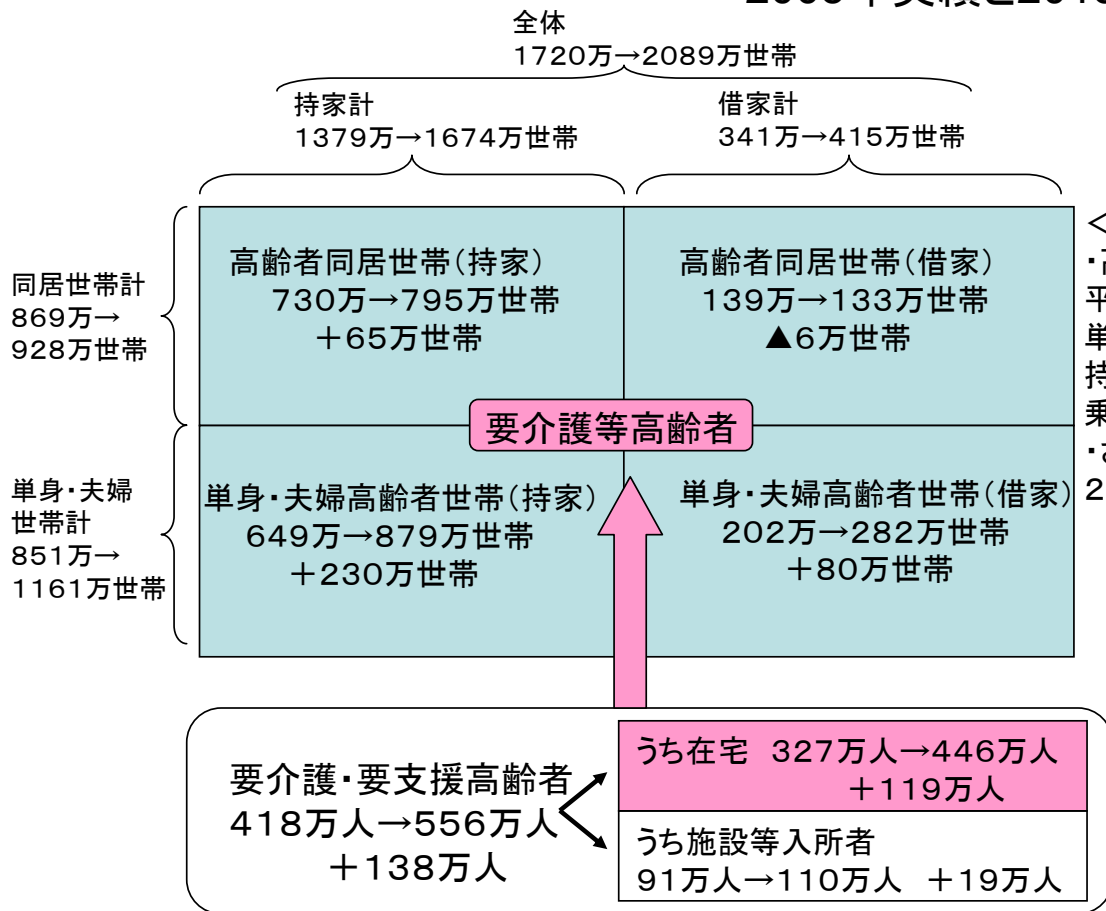 全体
1720万→2089万世帯
持家計
1379万→1674万世帯
借家計
341万→415万世帯
同居世帯計
869万→
928万世帯
高齢者同居世帯(持家)
730万→795万世帯
+65万世帯
高齢者同居世帯(借家)
139万→133万世帯
▲6万世帯
要介護等高齢者
単身・夫婦
世帯計
851万→
1161万世帯
単身・夫婦高齢者世帯(持家)
649万→879万世帯
+230万世帯
単身・夫婦高齢者世帯(借家)
202万→282万世帯
+80万世帯
<
・高
平
単
持
乗
2
要介護・要支援高齢者
418万人→556万人
+138万人
うち在宅 327万人→446万人
+119万人
うち施設等入所者
91万人→110万人 +19万人